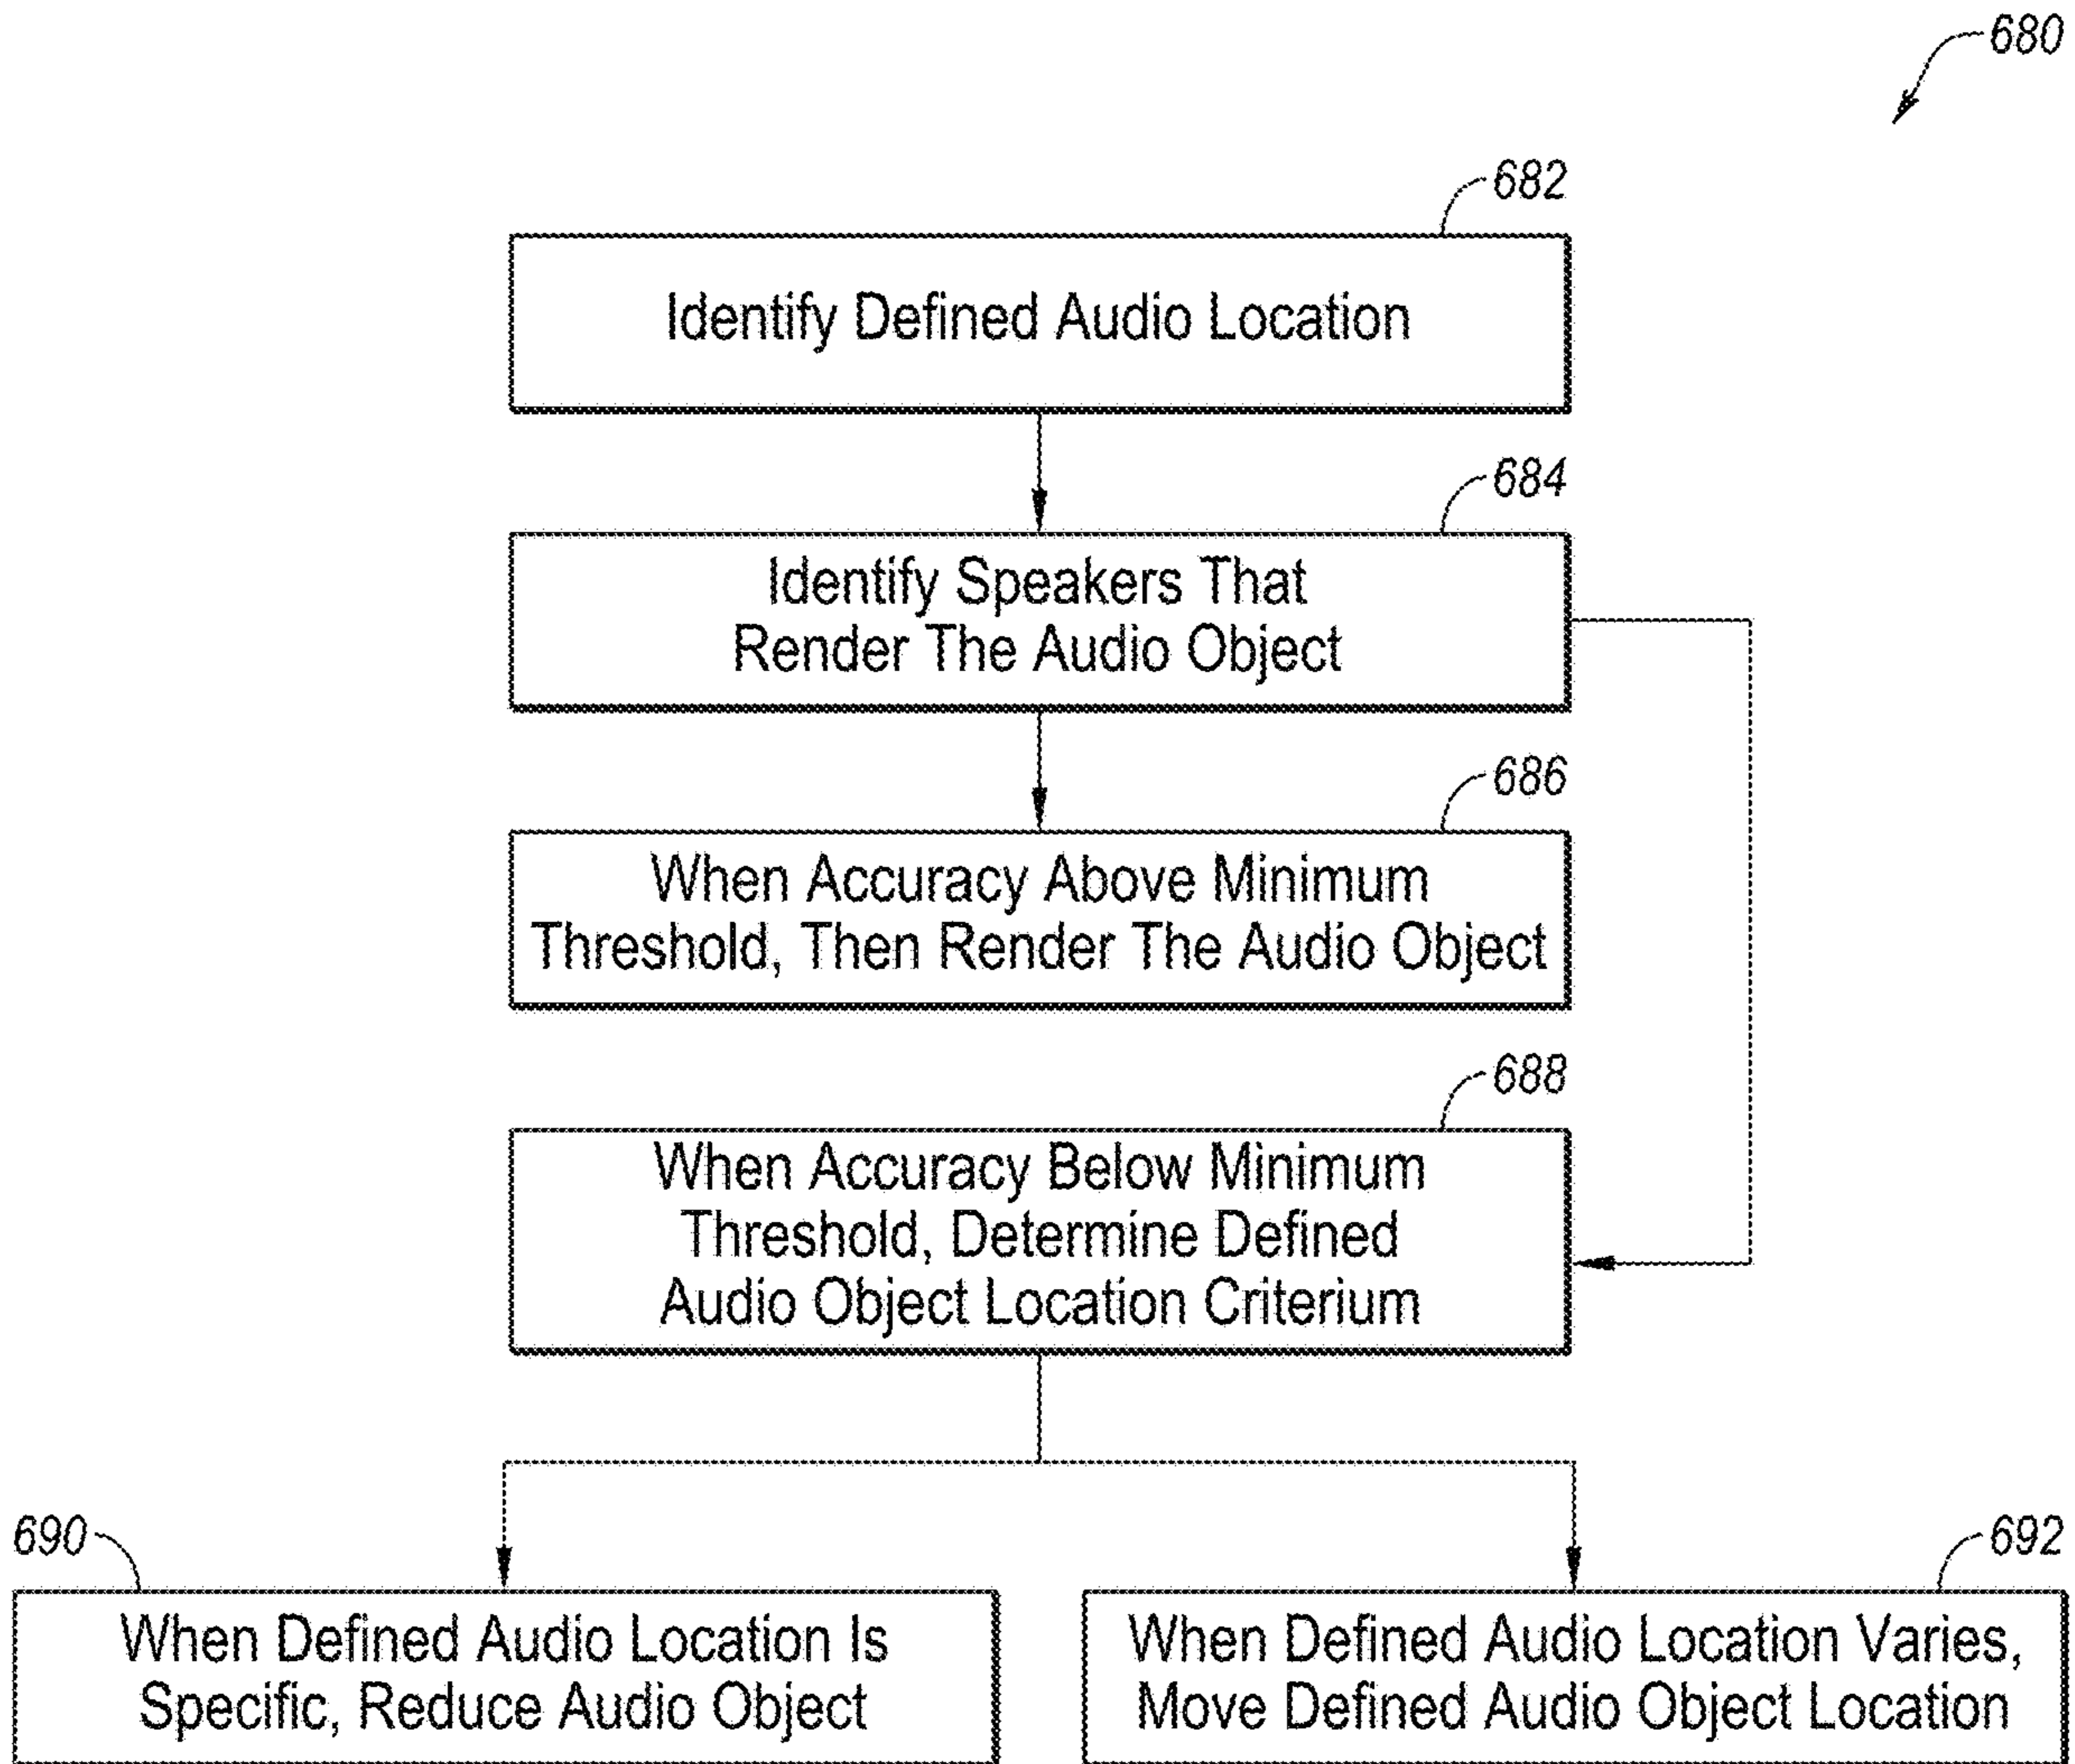 680
682
Identify Defined Audio Location
684
Identify Speakers That
Render The Audio Object
686
When Accuracy Above Minimum
Threshold, Then Render The Audio Object
688
When Accuracy Below Minimum
Threshold, Determine Defined
Audio Object Location Criterium
690
When Defined Audio Location Is
Specific, Reduce Audio Object
692
When Defined Audio Location Varies,
Move Defined Audio Object Location